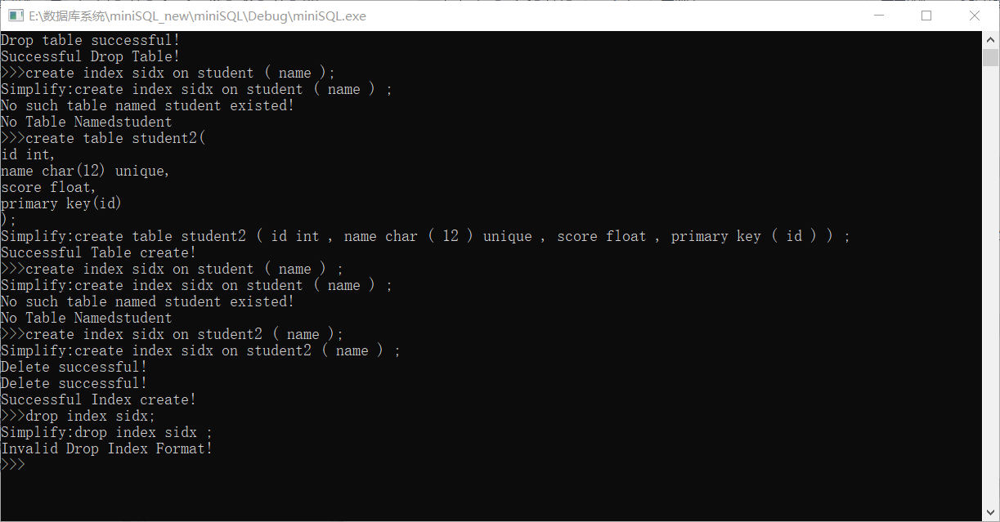 E:\数据库系统\miniSQL_new\miniSQL\Debug\miniSQL.exe
Drop table successful!
Successful Drop Table!
>>>create index sidx on student ( name );
Simplify:create index sidx on student ( name ) ;
No such table named student existed!
No Table Namedstudent
>>>create table student2(
id int,
name char(12) unique,
score float,
primary key(id)
);
Simplify:create table student2 ( id int , name char ( 12 ) unique , score float , primary key ( id ) ) ;
Successful Table create!
>>>create index sidx on student ( name ) ;
Simplify:create index sidx on student ( name ) ;
No such table named student existed!
No Table Namedstudent
>>>create index sidx on student2 ( name );
Simplify:create index sidx on student2 ( name ) ;
Delete successful!
Delete successful!
Successful Index create!
>>>drop index sidx;
Simplify:drop index sidx ;
Invalid Drop Index Format!
>>>